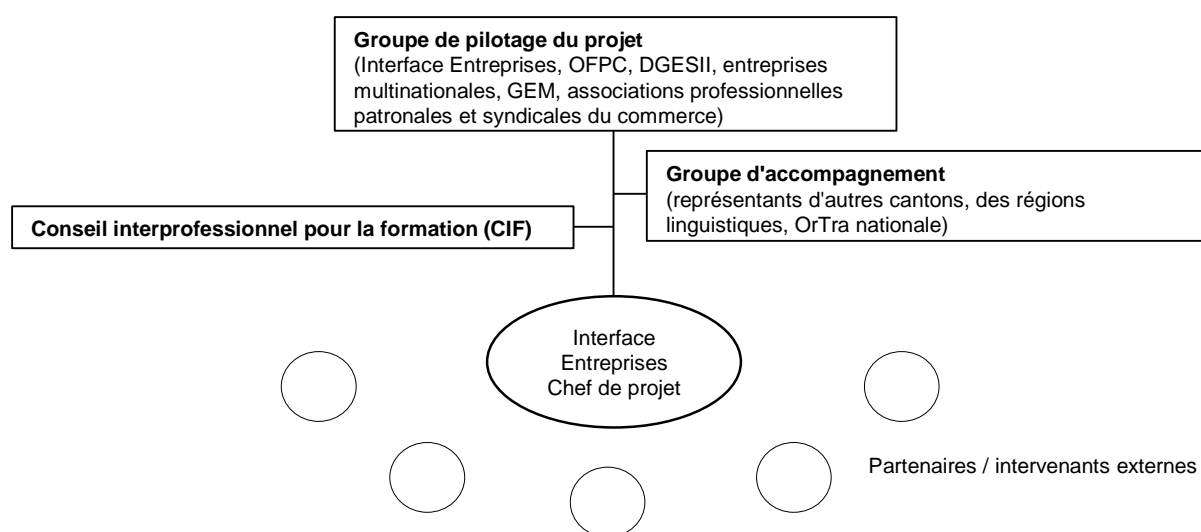 Groupe de pilotage du projet
(Interface Entreprises, OFPC, DGESII, entreprises
multinationales, GEM, associations professionnelles
patronales et syndicales du commerce)
Groupe d'accompagnement
(représentants d'autres cantons, des régions
linguistiques, OrTra nationale)
Conseil interprofessionnel pour la formation (CIF)
Interface
Entreprises
Chef de projet
Partenaires / intervenants externes